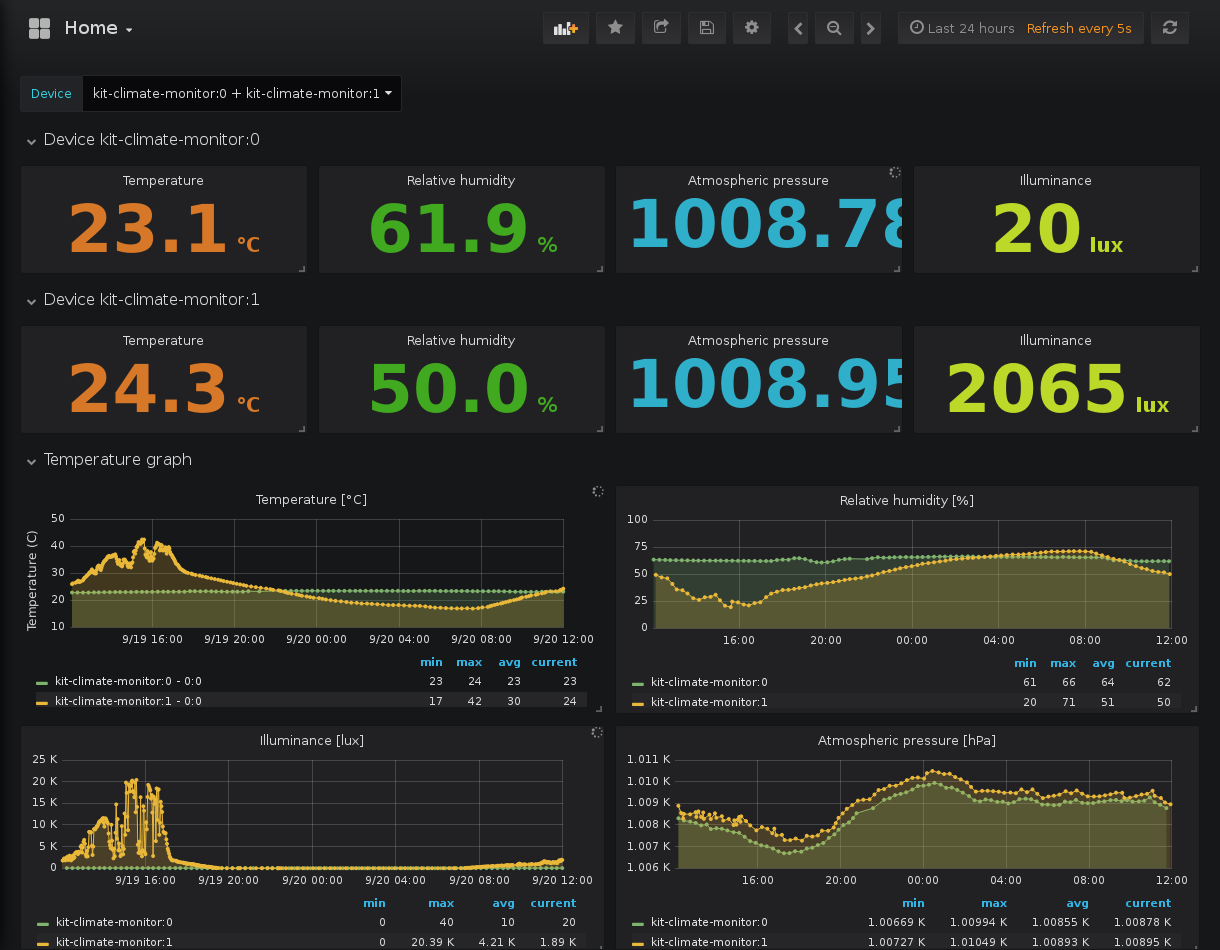 Home
Last 24 hours Refresh every 5s
Device kit-climate-monitor:0 + kit-climate-monitor:1
Device kit-climate-monitor:0
Temperature Relative humidity Atmospheric pressure Illuminance
23.1 °C 61.9 % 1008.78 20 lux
Device kit-climate-monitor:1
Temperature Relative humidity Atmospheric pressure Illuminance
24.3 °C 50.0 % 1008.95 2065 lux
Temperature graph
Temperature [°C]
Temperature (C)
50
40
30
20
10
9/19 16:00 9/19 20:00 9/20 00:00 9/20 04:00 9/20 08:00 9/20 12:00
min max avg current
kit-climate-monitor:0 - 0:0 23 24 23 23
kit-climate-monitor:1 - 0:0 17 42 30 24
Relative humidity [%]
100
75
50
25
0
16:00 20:00 00:00 04:00 08:00 12:00
min max avg current
kit-climate-monitor:0 61 66 64 62
kit-climate-monitor:1 20 71 51 50
Illuminance [lux]
25 K
20 K
15 K
10 K
5 K
0
9/19 16:00 9/19 20:00 9/20 00:00 9/20 04:00 9/20 08:00 9/20 12:00
min max avg current
kit-climate-monitor:0 0 40 10 20
kit-climate-monitor:1 0 20.39 K 4.21 K 1.89 K
Atmospheric pressure [hPa]
1.011 K
1.010 K
1.009 K
1.008 K
1.007 K
1.006 K
16:00 20:00 00:00 04:00 08:00 12:00
min max avg current
kit-climate-monitor:0 1.00669 K 1.00994 K 1.00855 K 1.00878 K
kit-climate-monitor:1 1.00727 K 1.01049 K 1.00893 K 1.00895 K